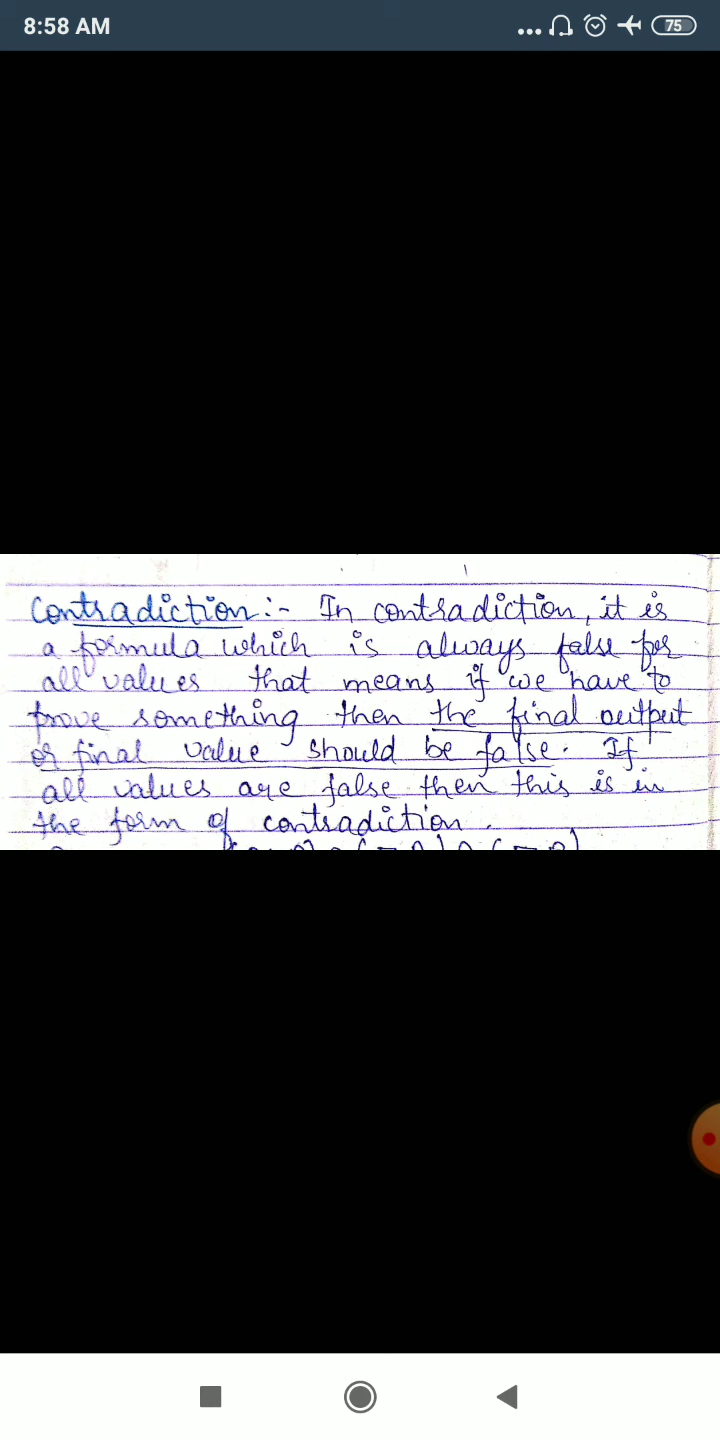 8:58 AM
75
Contradiction :- In contradiction, it is
a formula which is always false for
all values that means if we have to
prove something then the final output
or final value should be false. If
all values are false then this is in
the form of contradiction.